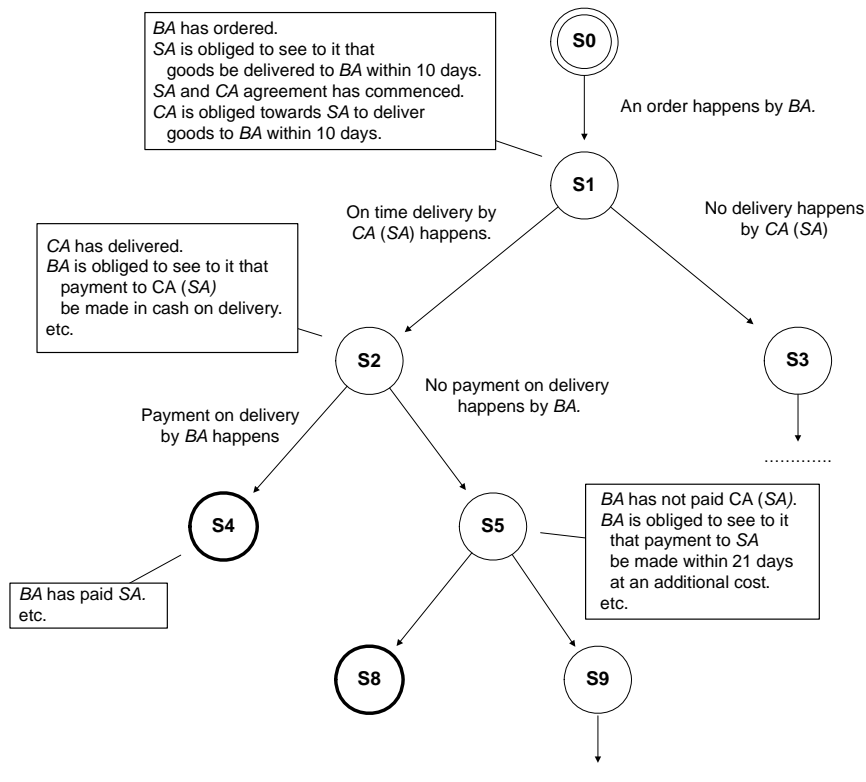 BA has ordered.
SA is obliged to see to it that
goods be delivered to BA within 10 days.
SA and CA agreement has commenced.
CA is obliged towards SA to deliver
goods to BA within 10 days.
S0
An order happens by BA.
S1
On time delivery by
CA (SA) happens.
No delivery happens
by CA (SA)
CA has delivered.
BA is obliged to see to it that
payment to CA (SA)
be made in cash on delivery.
etc.
S2
S3
No payment on delivery
happens by BA.
Payment on delivery
by BA happens
.............
S4
S5
BA has not paid CA (SA).
BA is obliged to see to it
that payment to SA
be made within 21 days
at an additional cost.
etc.
BA has paid SA.
etc.
S8
S9